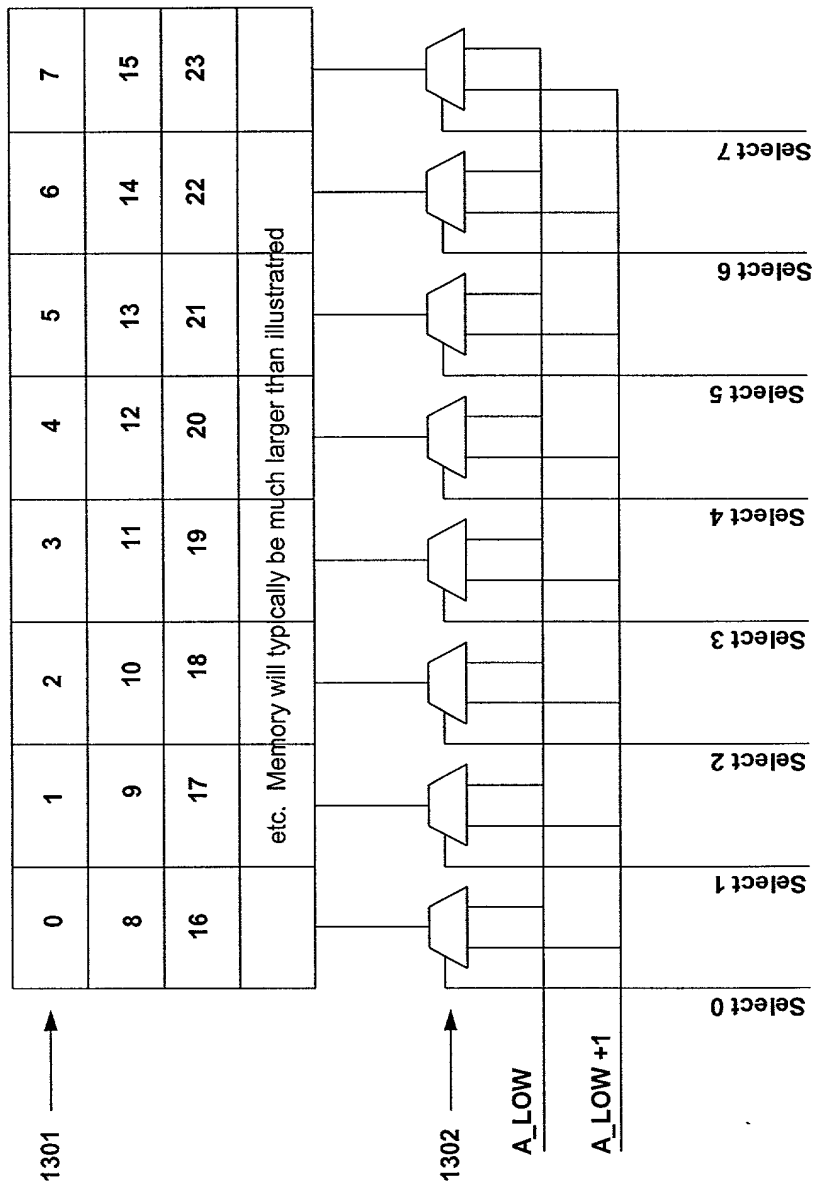 1301
0 1 2 3 4 5 6 7
8 9 10 11 12 13 14 15
16 17 18 19 20 21 22 23
etc. Memory will typically be much larger than illustratred
1302
A_LOW
A_LOW +1
Select 0
Select 1
Select 2
Select 3
Select 4
Select 5
Select 6
Select 7